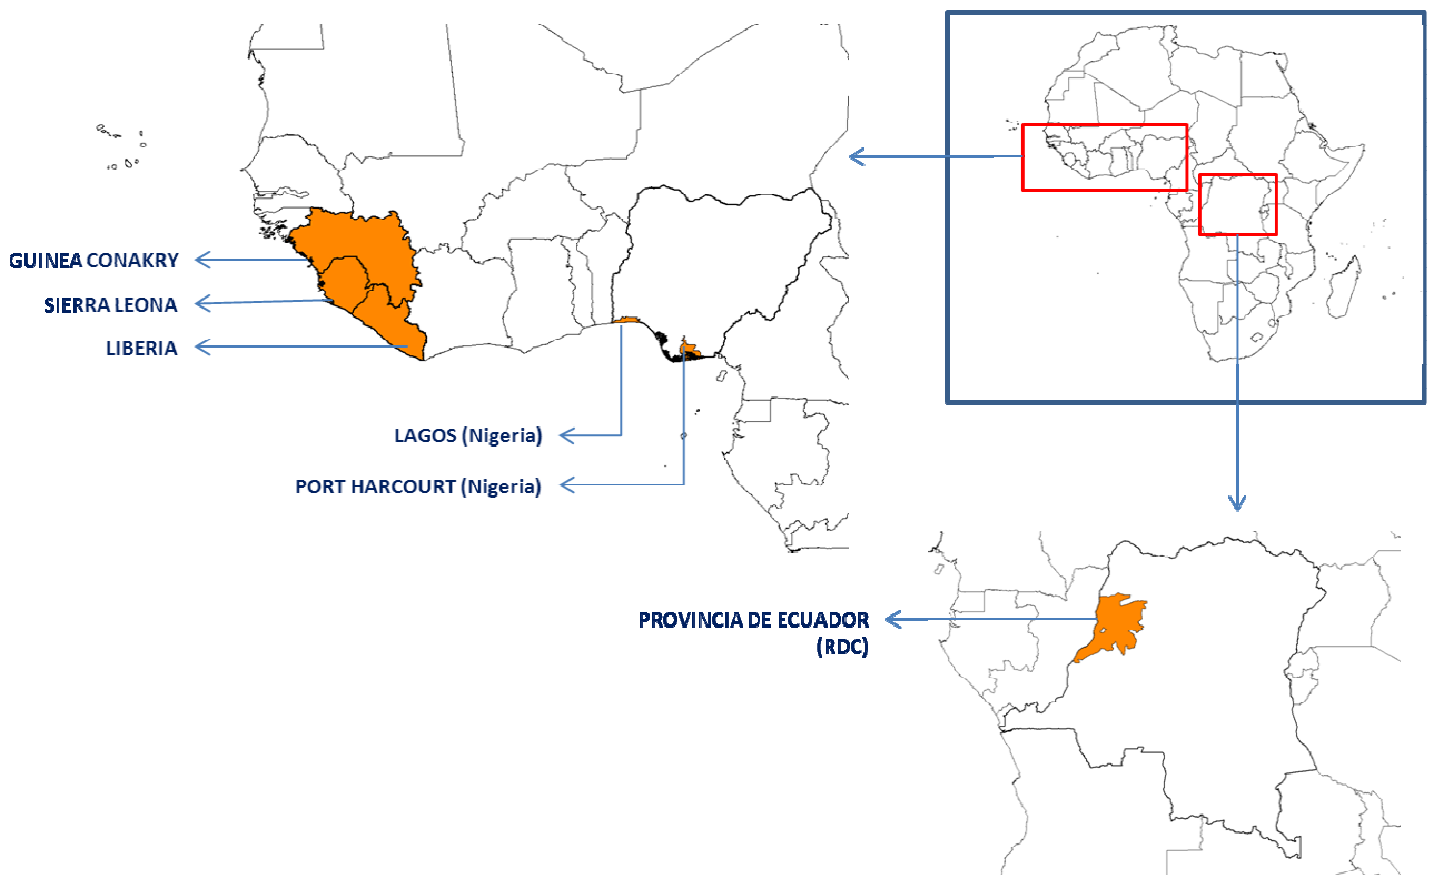 GUINEA CONAKRY
SIERRA LEONA
LIBERIA
LAGOS (Nigeria)
PORT HARCOURT (Nigeria)
PROVINCIA DE ECUADOR
(RDC)